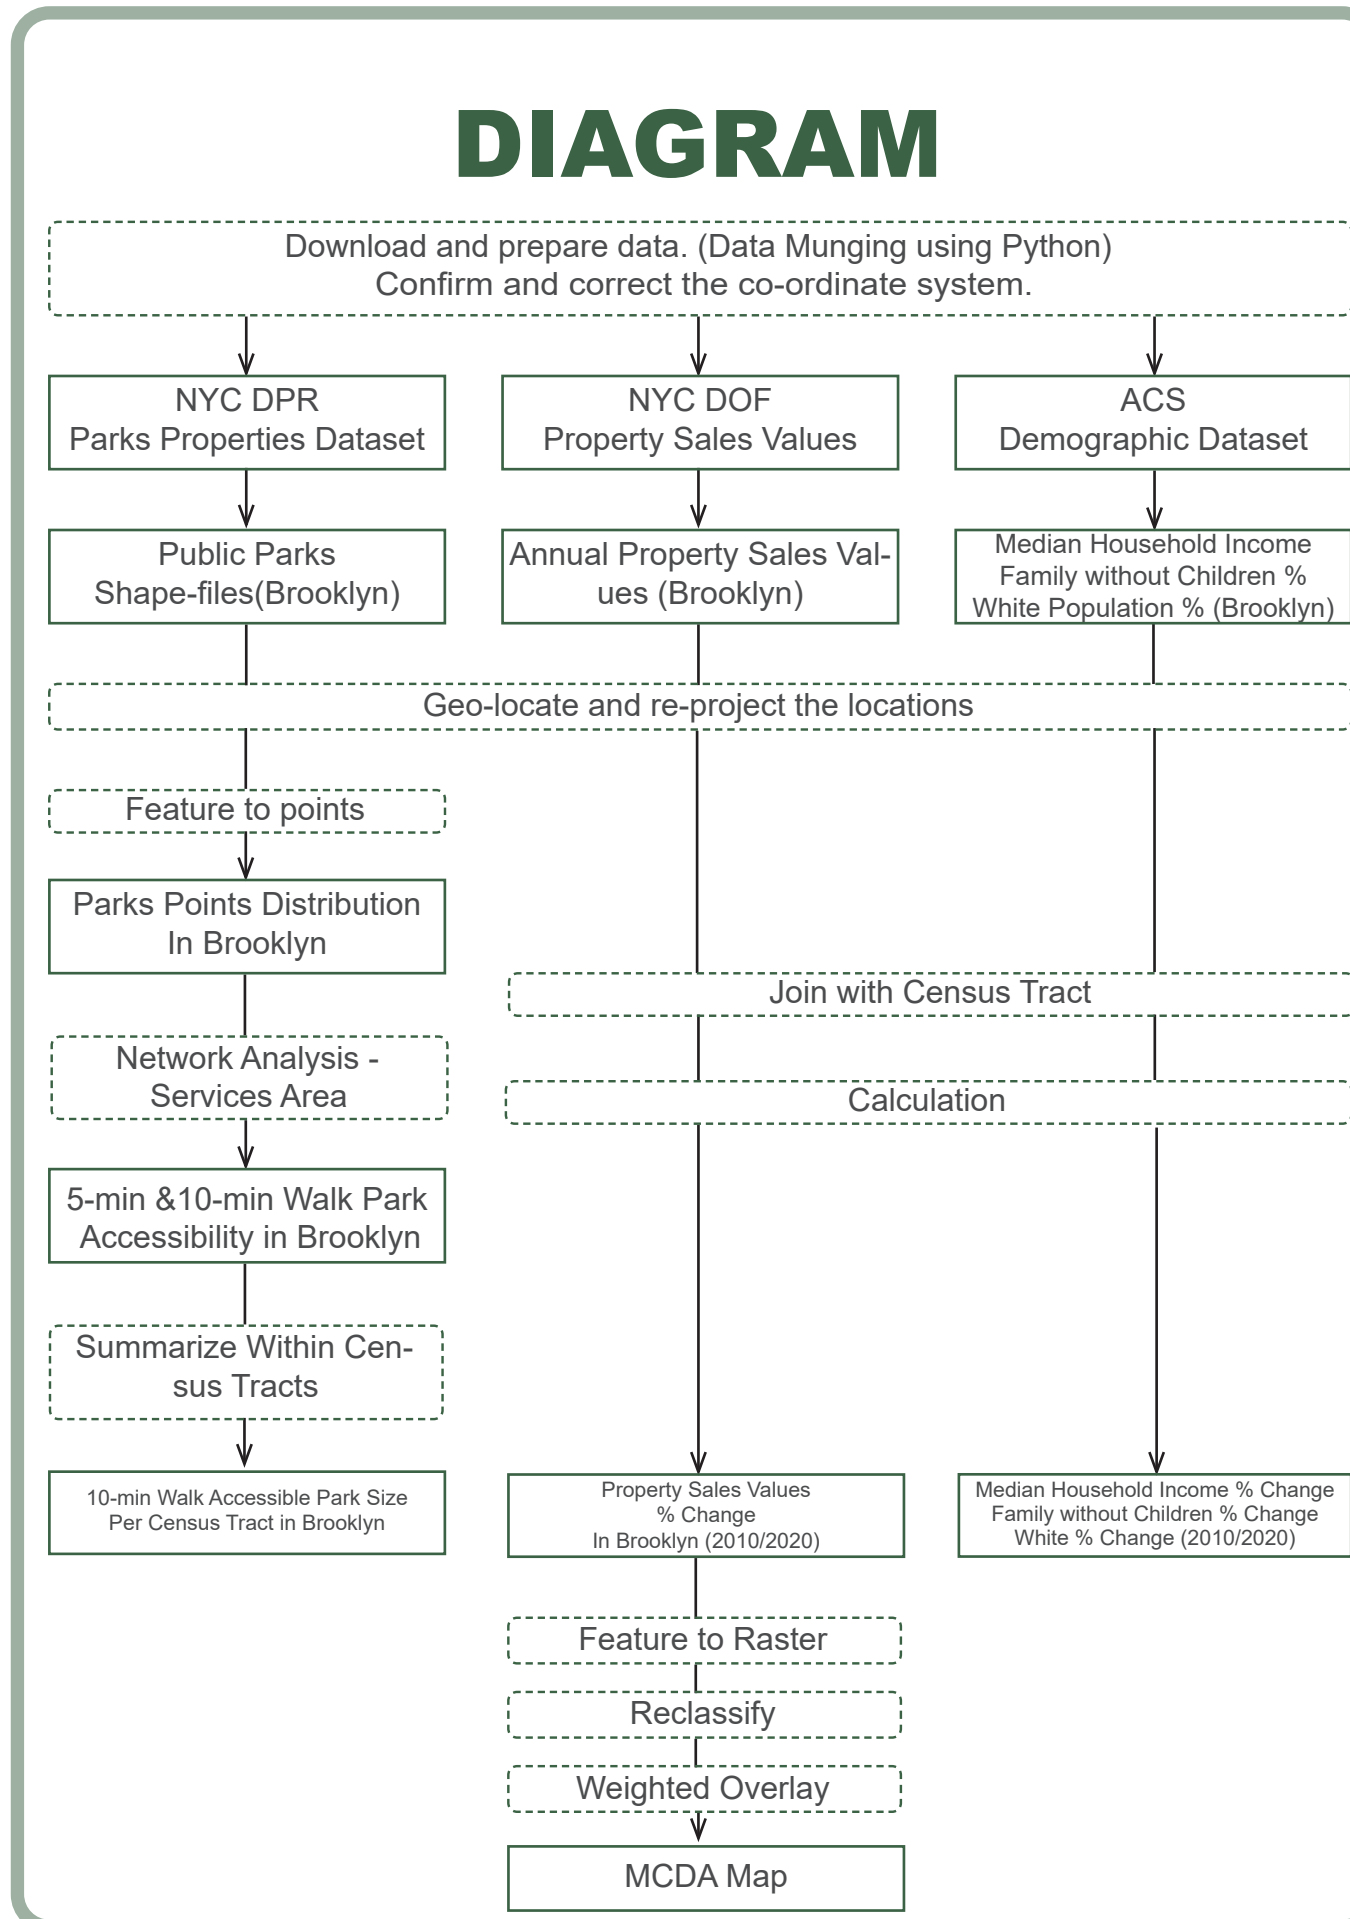 DIAGRAM
Download and prepare data. (Data Munging using Python)
Confirm and correct the co-ordinate system.
NYC DPR
Parks Properties Dataset
NYC DOF
Property Sales Values
ACS
Demographic Dataset
Public Parks
Shape-files(Brooklyn)
Annual Property Sales Val-
ues (Brooklyn)
Median Household Income
Family without Children %
White Population % (Brooklyn)
Geo-locate and re-project the locations
Feature to points
Parks Points Distribution
In Brooklyn
Join with Census Tract
Network Analysis -
Services Area
Calculation
5-min &10-min Walk Park
Accessibility in Brooklyn
Summarize Within Cen-
sus Tracts
10-min Walk Accessible Park Size
Per Census Tract in Brooklyn
Property Sales Values
% Change
In Brooklyn (2010/2020)
Median Household Income % Change
Family without Children % Change
White % Change (2010/2020)
Feature to Raster
Reclassify
Weighted Overlay
MCDA Map